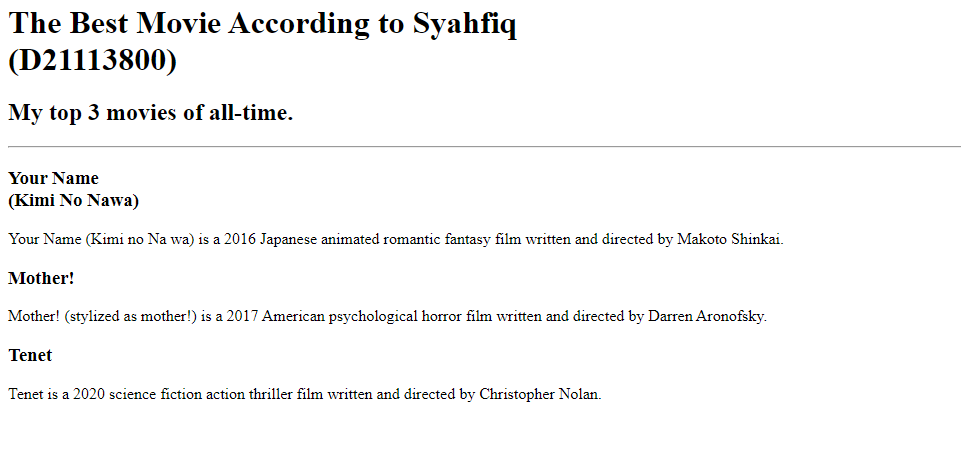 The Best Movie According to Syahfiq
(D21113800)
My top 3 movies of all-time.
Your Name
(Kimi No Nawa)
Your Name (Kimi no Na wa) is a 2016 Japanese animated romantic fantasy film written and directed by Makoto Shinkai.
Mother!
Mother! (stylized as mother!) is a 2017 American psychological horror film written and directed by Darren Aronofsky.
Tenet
Tenet is a 2020 science fiction action thriller film written and directed by Christopher Nolan.